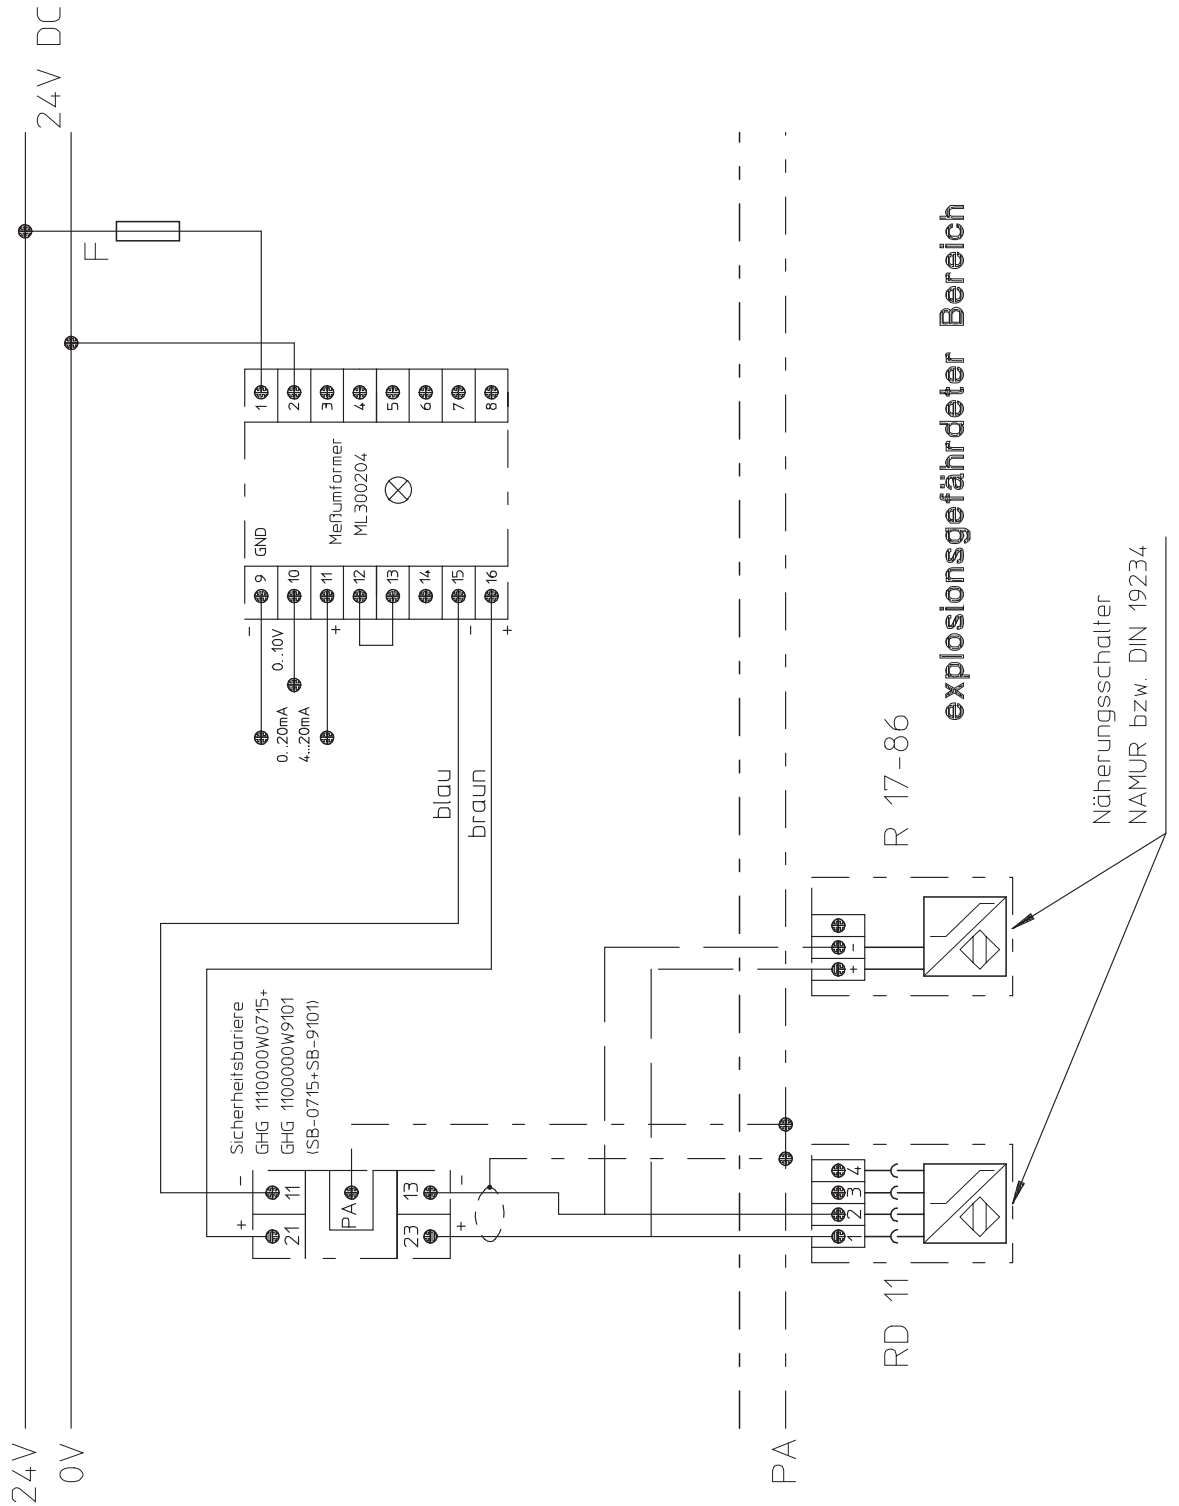 24V DC
24V
0V
F
1
2
3
4
5
6
7
8
Meßumformer
ML300204
GND
9
10
11
12
13
14
15
16
-
+
-
+
0..10V
0..20mA
4...20mA
blau
braun
Sicherheitsbariere
GHG 1110000W0715+
GHG 1100000W9101
(SB-0715+SB-9101)
-
+
11
21
PA
13
23
-
+
PA
explosionsgefährdeter Bereich
R 17-86
-
+
RD 11
1
2
3
4
Näherungsschalter
NAMUR bzw. DIN 19234